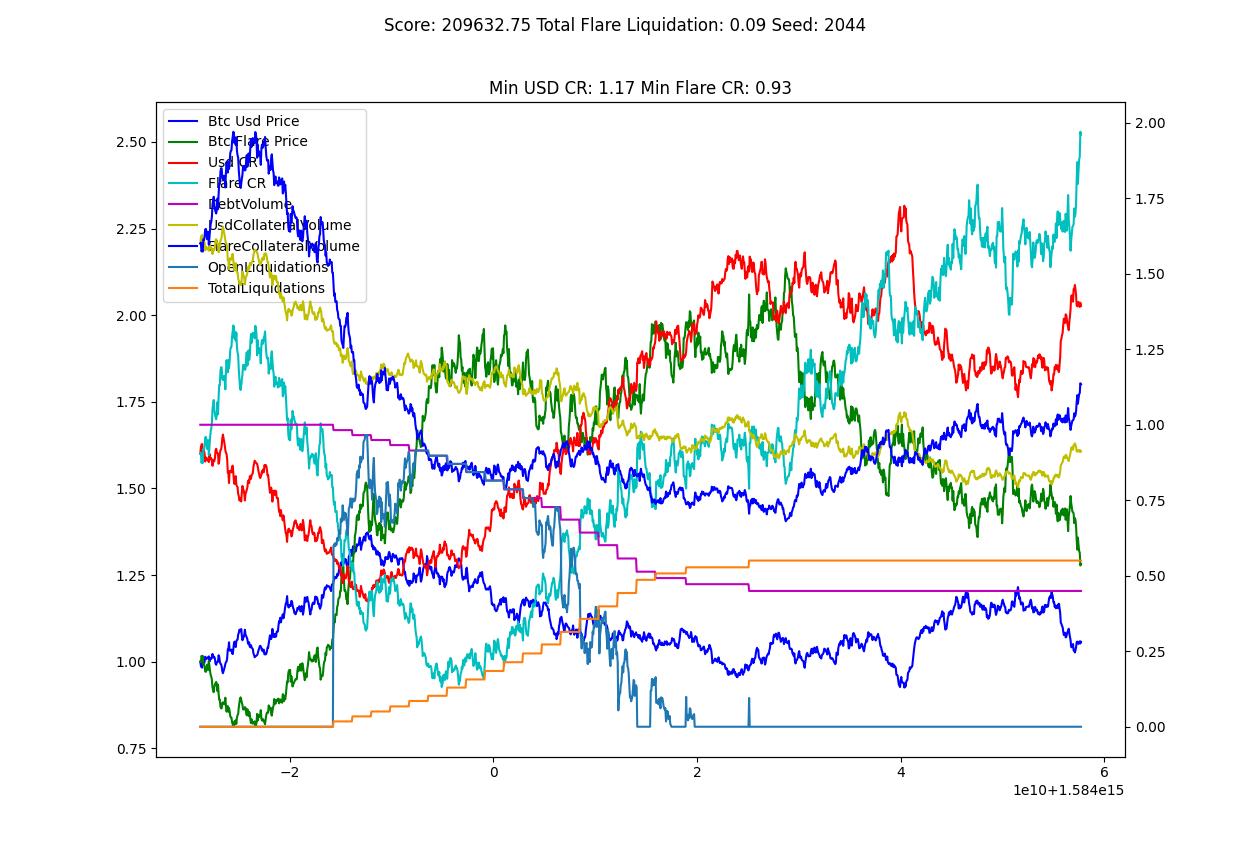 Score: 209632.75 Total Flare Liquidation: 0.09 Seed: 2044
Min USD CR: 1.17 Min Flare CR: 0.93
Btc Usd Price
Btc Flare Price
Usd CR
Flare CR
DebtVolume
UsdCollateralVolume
FlareCollateralVolume
OpenLiquidations
TotalLiquidations
2.50
2.25
2.00
1.75
1.50
1.25
1.00
0.75
2.00
1.75
1.50
1.25
1.00
0.75
0.50
0.25
0.00
−2 0 2 4 6
1e10+1.584e15